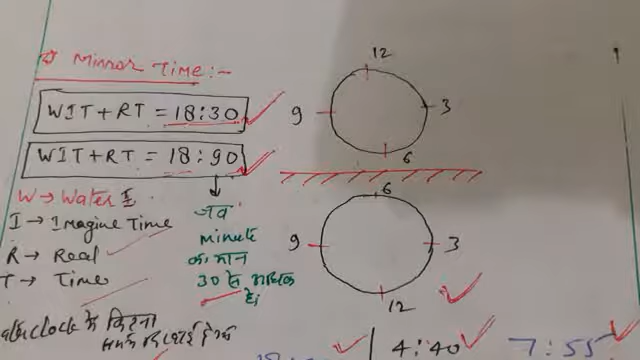 Mirror Time:-
WIT + RT = 18:30
WIT + RT = 18:90
W → Water I
I → Imagine Time
R → Real
T → Time
जब
minute
का मान
30 से अधिक
है।
12
9
3
6
6
9
3
12
4:40
7:55